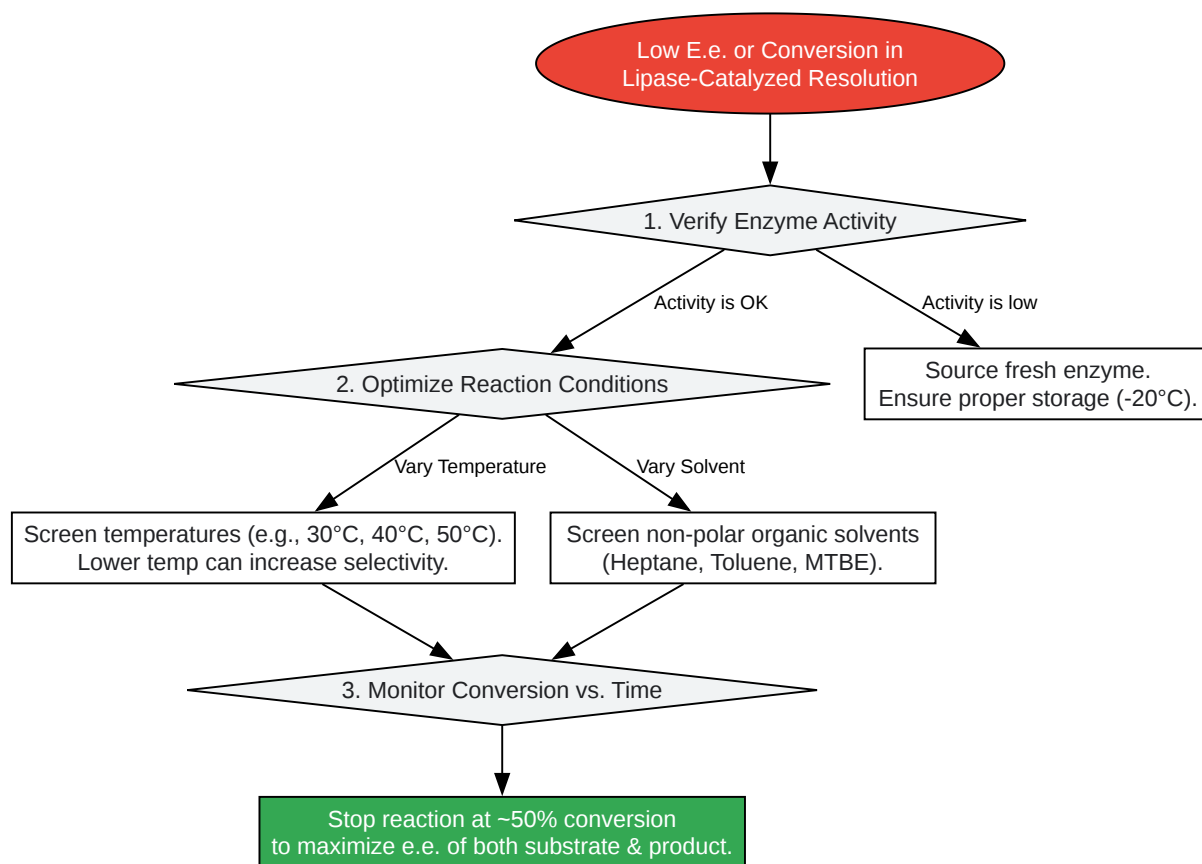 Low E.e. or Conversion in
Lipase-Catalyzed Resolution
1. Verify Enzyme Activity
Activity is OK
Activity is low
2. Optimize Reaction Conditions
Source fresh enzyme.
Ensure proper storage (-20°C).
Vary Temperature
Vary Solvent
Screen temperatures (e.g., 30°C, 40°C, 50°C).
Lower temp can increase selectivity.
Screen non-polar organic solvents
(Heptane, Toluene, MTBE).
3. Monitor Conversion vs. Time
Stop reaction at ~50% conversion
to maximize e.e. of both substrate & product.